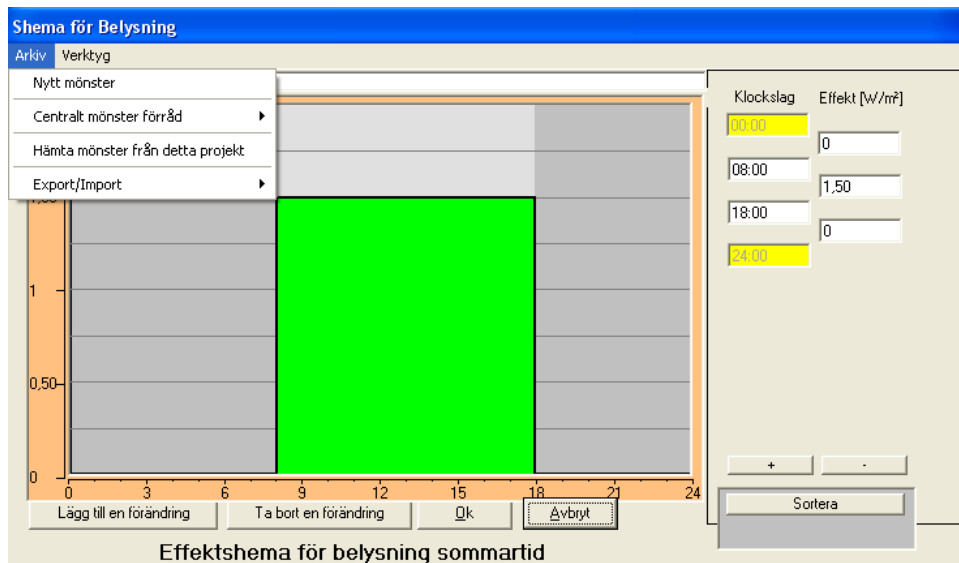 Shema för Belysning
Arkiv Verktyg
Nytt mönster
Centralt mönster förråd
Hämta mönster från detta projekt
Export/Import
Klockslag Effekt [W/m²]
00:00
0
08:00
1,50
18:00
0
24:00
1
0,50
0
0 3 6 9 12 15 18 21 24
+ -
Sortera
Lägg till en förändring Ta bort en förändring Ok Avbryt
Effektshema för belysning sommartid